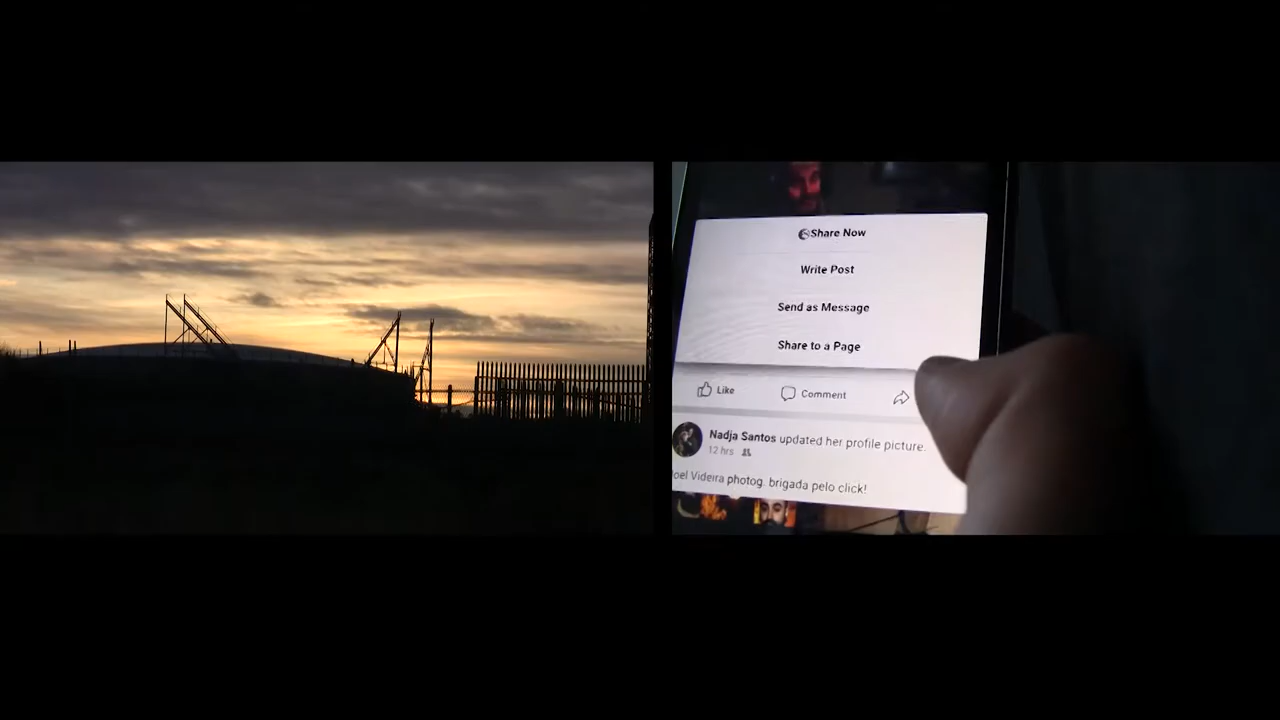 Share Now
Write Post
Send as Message
Share to a Page
Like
Comment
Nadja Santos updated her profile picture.
12 hrs
oel Videira photog. brigada pelo click!